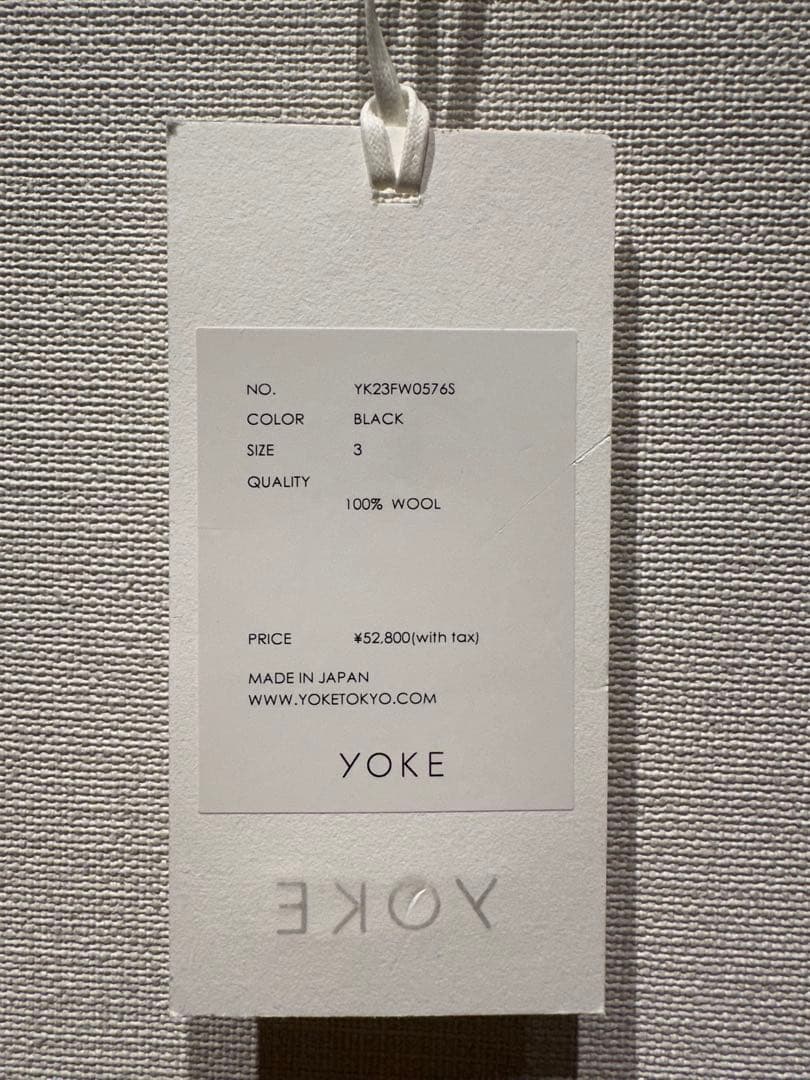 NO. YK23FW0576S
COLOR BLACK
SIZE 3
QUALITY
100% WOOL
PRICE ¥52,800(with tax)
MADE IN JAPAN
WWW.YOKETOKYO.COM
YOKE
YOKE